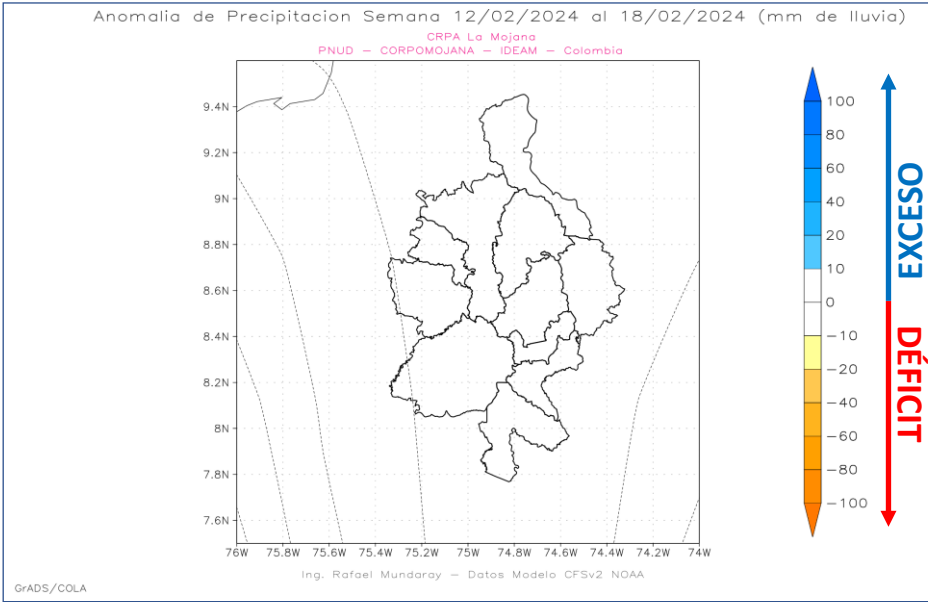 Anomalia de Precipitacion Semana 12/02/2024 al 18/02/2024 (mm de lluvia)
CRPA La Mojana
PNUD – CORPOMOJANA – IDEAM – Colombia
9.4N
9.2N
9N
8.8N
8.6N
8.4N
8.2N
8N
7.8N
7.6N
76W 75.8W 75.6W 75.4W 75.2W 75W 74.8W 74.6W 74.4W 74.2W 74W
100
80
60
40
20
10
0
−10
−20
−40
−60
−80
−100
EXCESO
DÉFICIT
Ing. Rafael Mundaray – Datos Modelo CFSv2 NOAA
GrADS/COLA